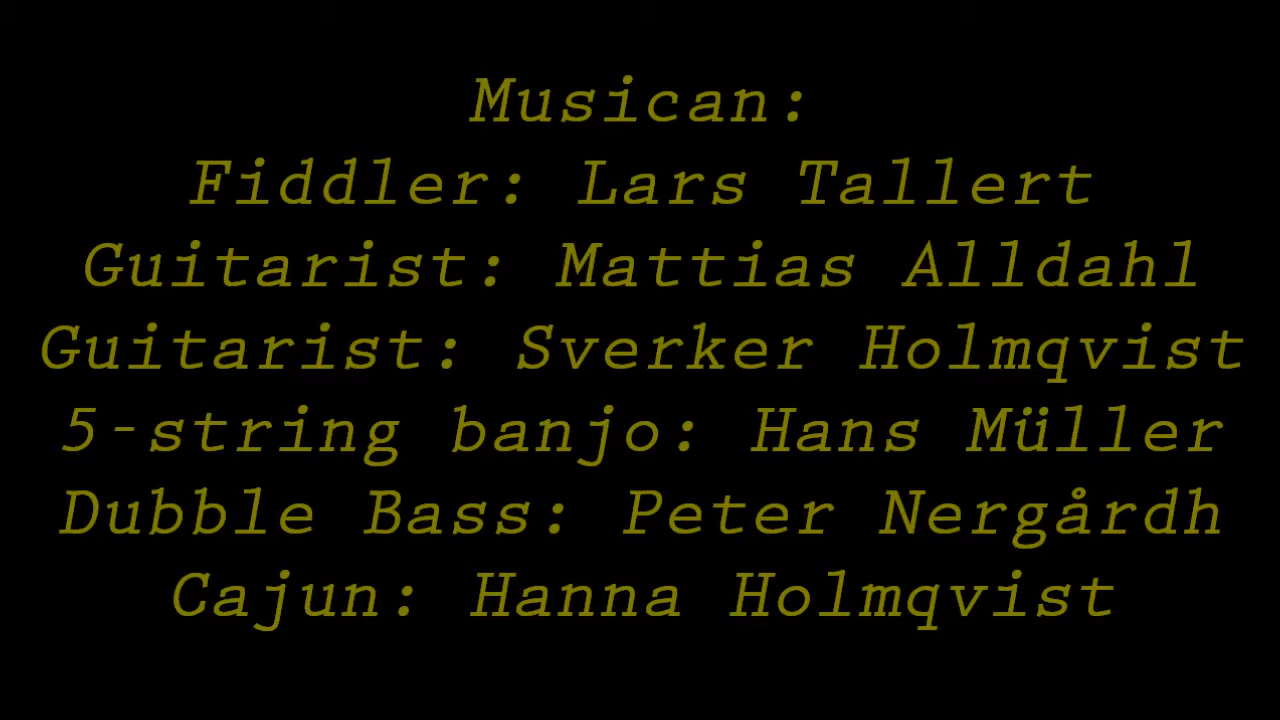 Musican:
Fiddler: Lars Tallert
Guitarist: Mattias Alldahl
Guitarist: Sverker Holmqvist
5-string banjo: Hans Müller
Dubble Bass: Peter Nergårdh
Cajun: Hanna Holmqvist